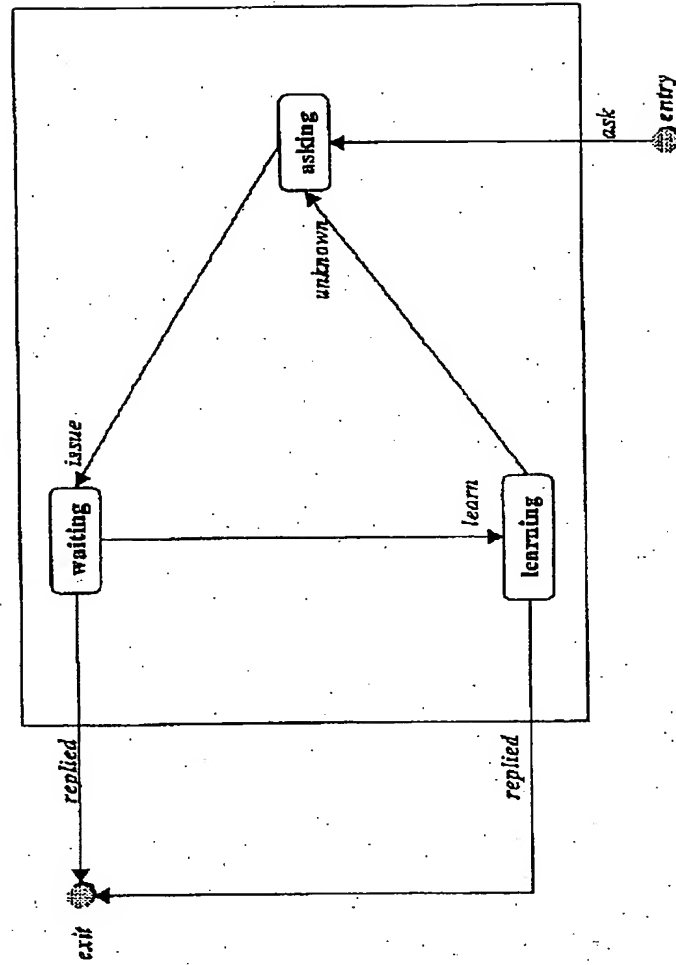 entry
ask
asking
unknown
issue
waiting
learn
learning
replied
replied
exit